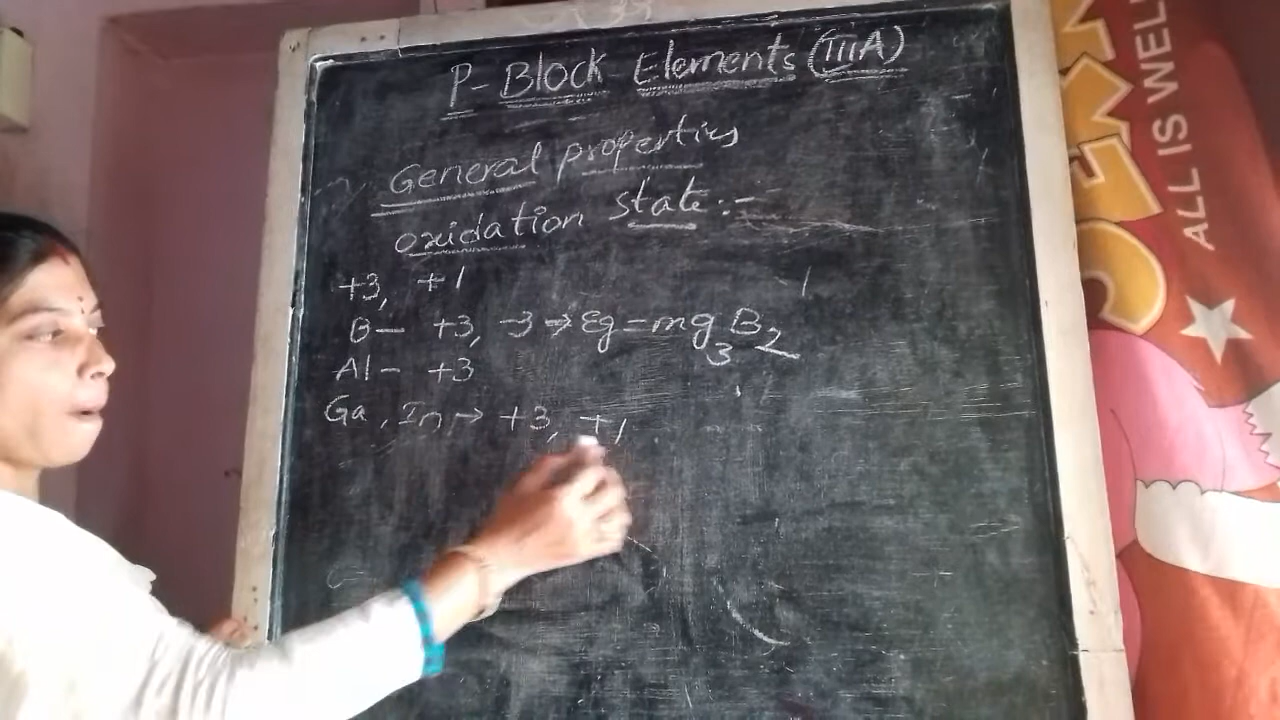 P-Block Elements (IIIA)
General properties
oxidation state:-
+3, +1
B- +3, -3 → Eg = mg3B2
Al- +3
Ga, In → +3, +1
ALL IS WELL